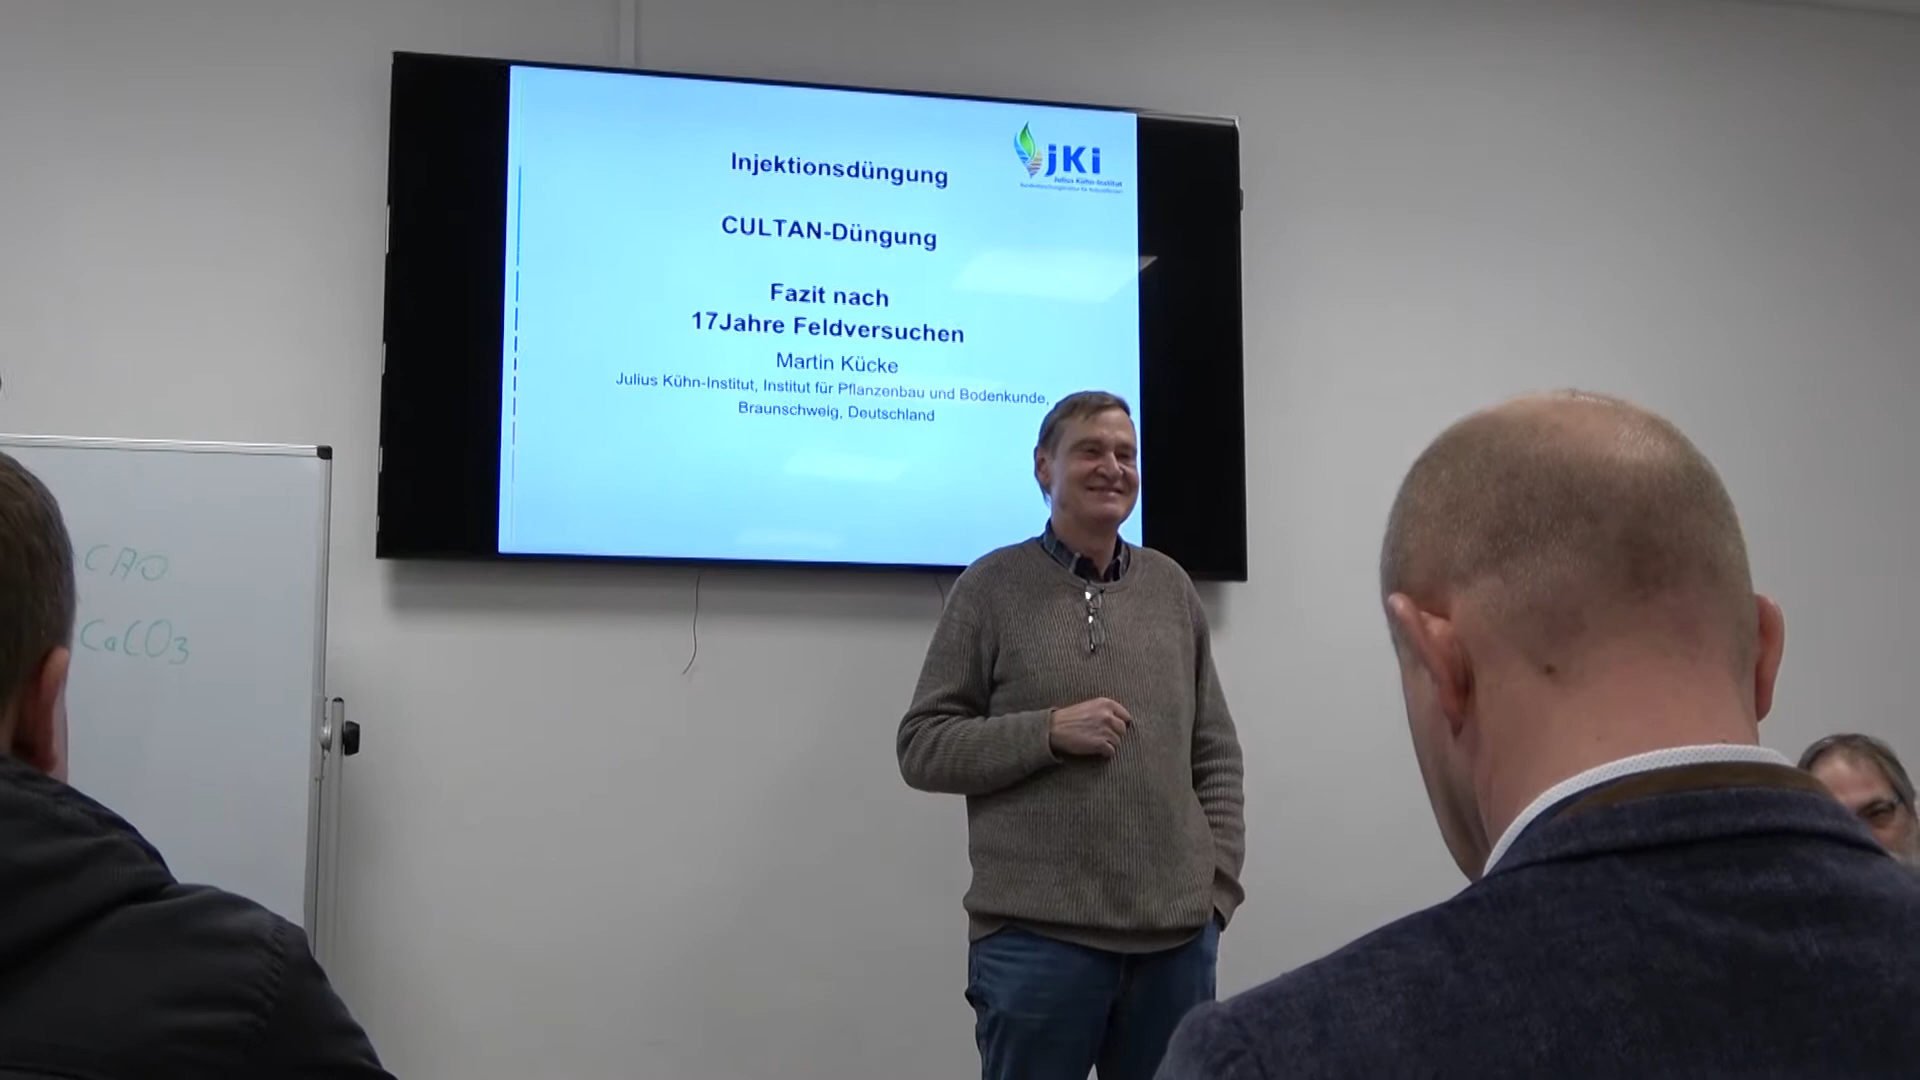 jKi
Julius Kühn-Institut
Injektionsdüngung
CULTAN-Düngung
Fazit nach
17Jahre Feldversuchen
Martin Kücke
Julius Kühn-Institut, Institut für Pflanzenbau und Bodenkunde,
Braunschweig, Deutschland
CAO
CaCO3